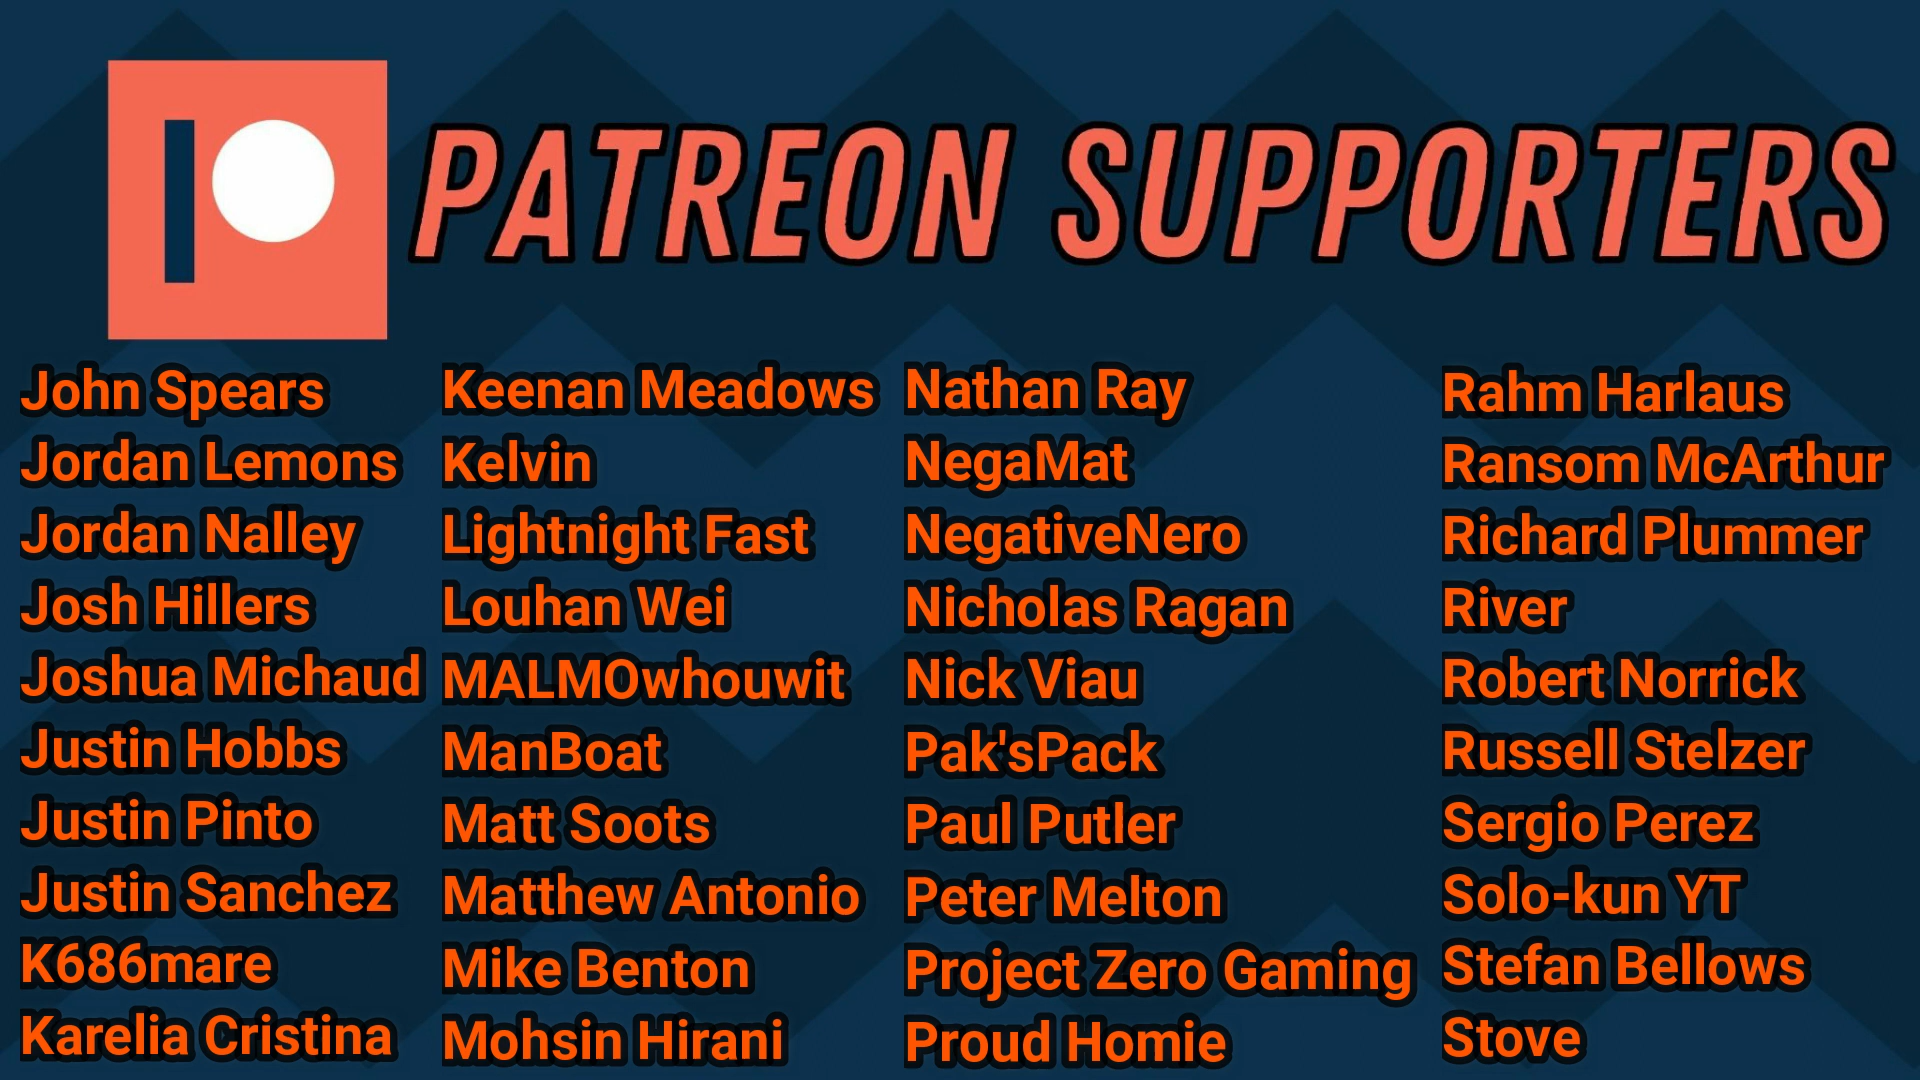 PATREON SUPPORTERS
John Spears
Jordan Lemons
Jordan Nalley
Josh Hillers
Joshua Michaud
Justin Hobbs
Justin Pinto
Justin Sanchez
K686mare
Karelia Cristina
Keenan Meadows
Kelvin
Lightnight Fast
Louhan Wei
MALMOwhouwit
ManBoat
Matt Soots
Matthew Antonio
Mike Benton
Mohsin Hirani
Nathan Ray
NegaMat
NegativeNero
Nicholas Ragan
Nick Viau
Pak'sPack
Paul Putler
Peter Melton
Project Zero Gaming
Proud Homie
Rahm Harlaus
Ransom McArthur
Richard Plummer
River
Robert Norrick
Russell Stelzer
Sergio Perez
Solo-kun YT
Stefan Bellows
Stove